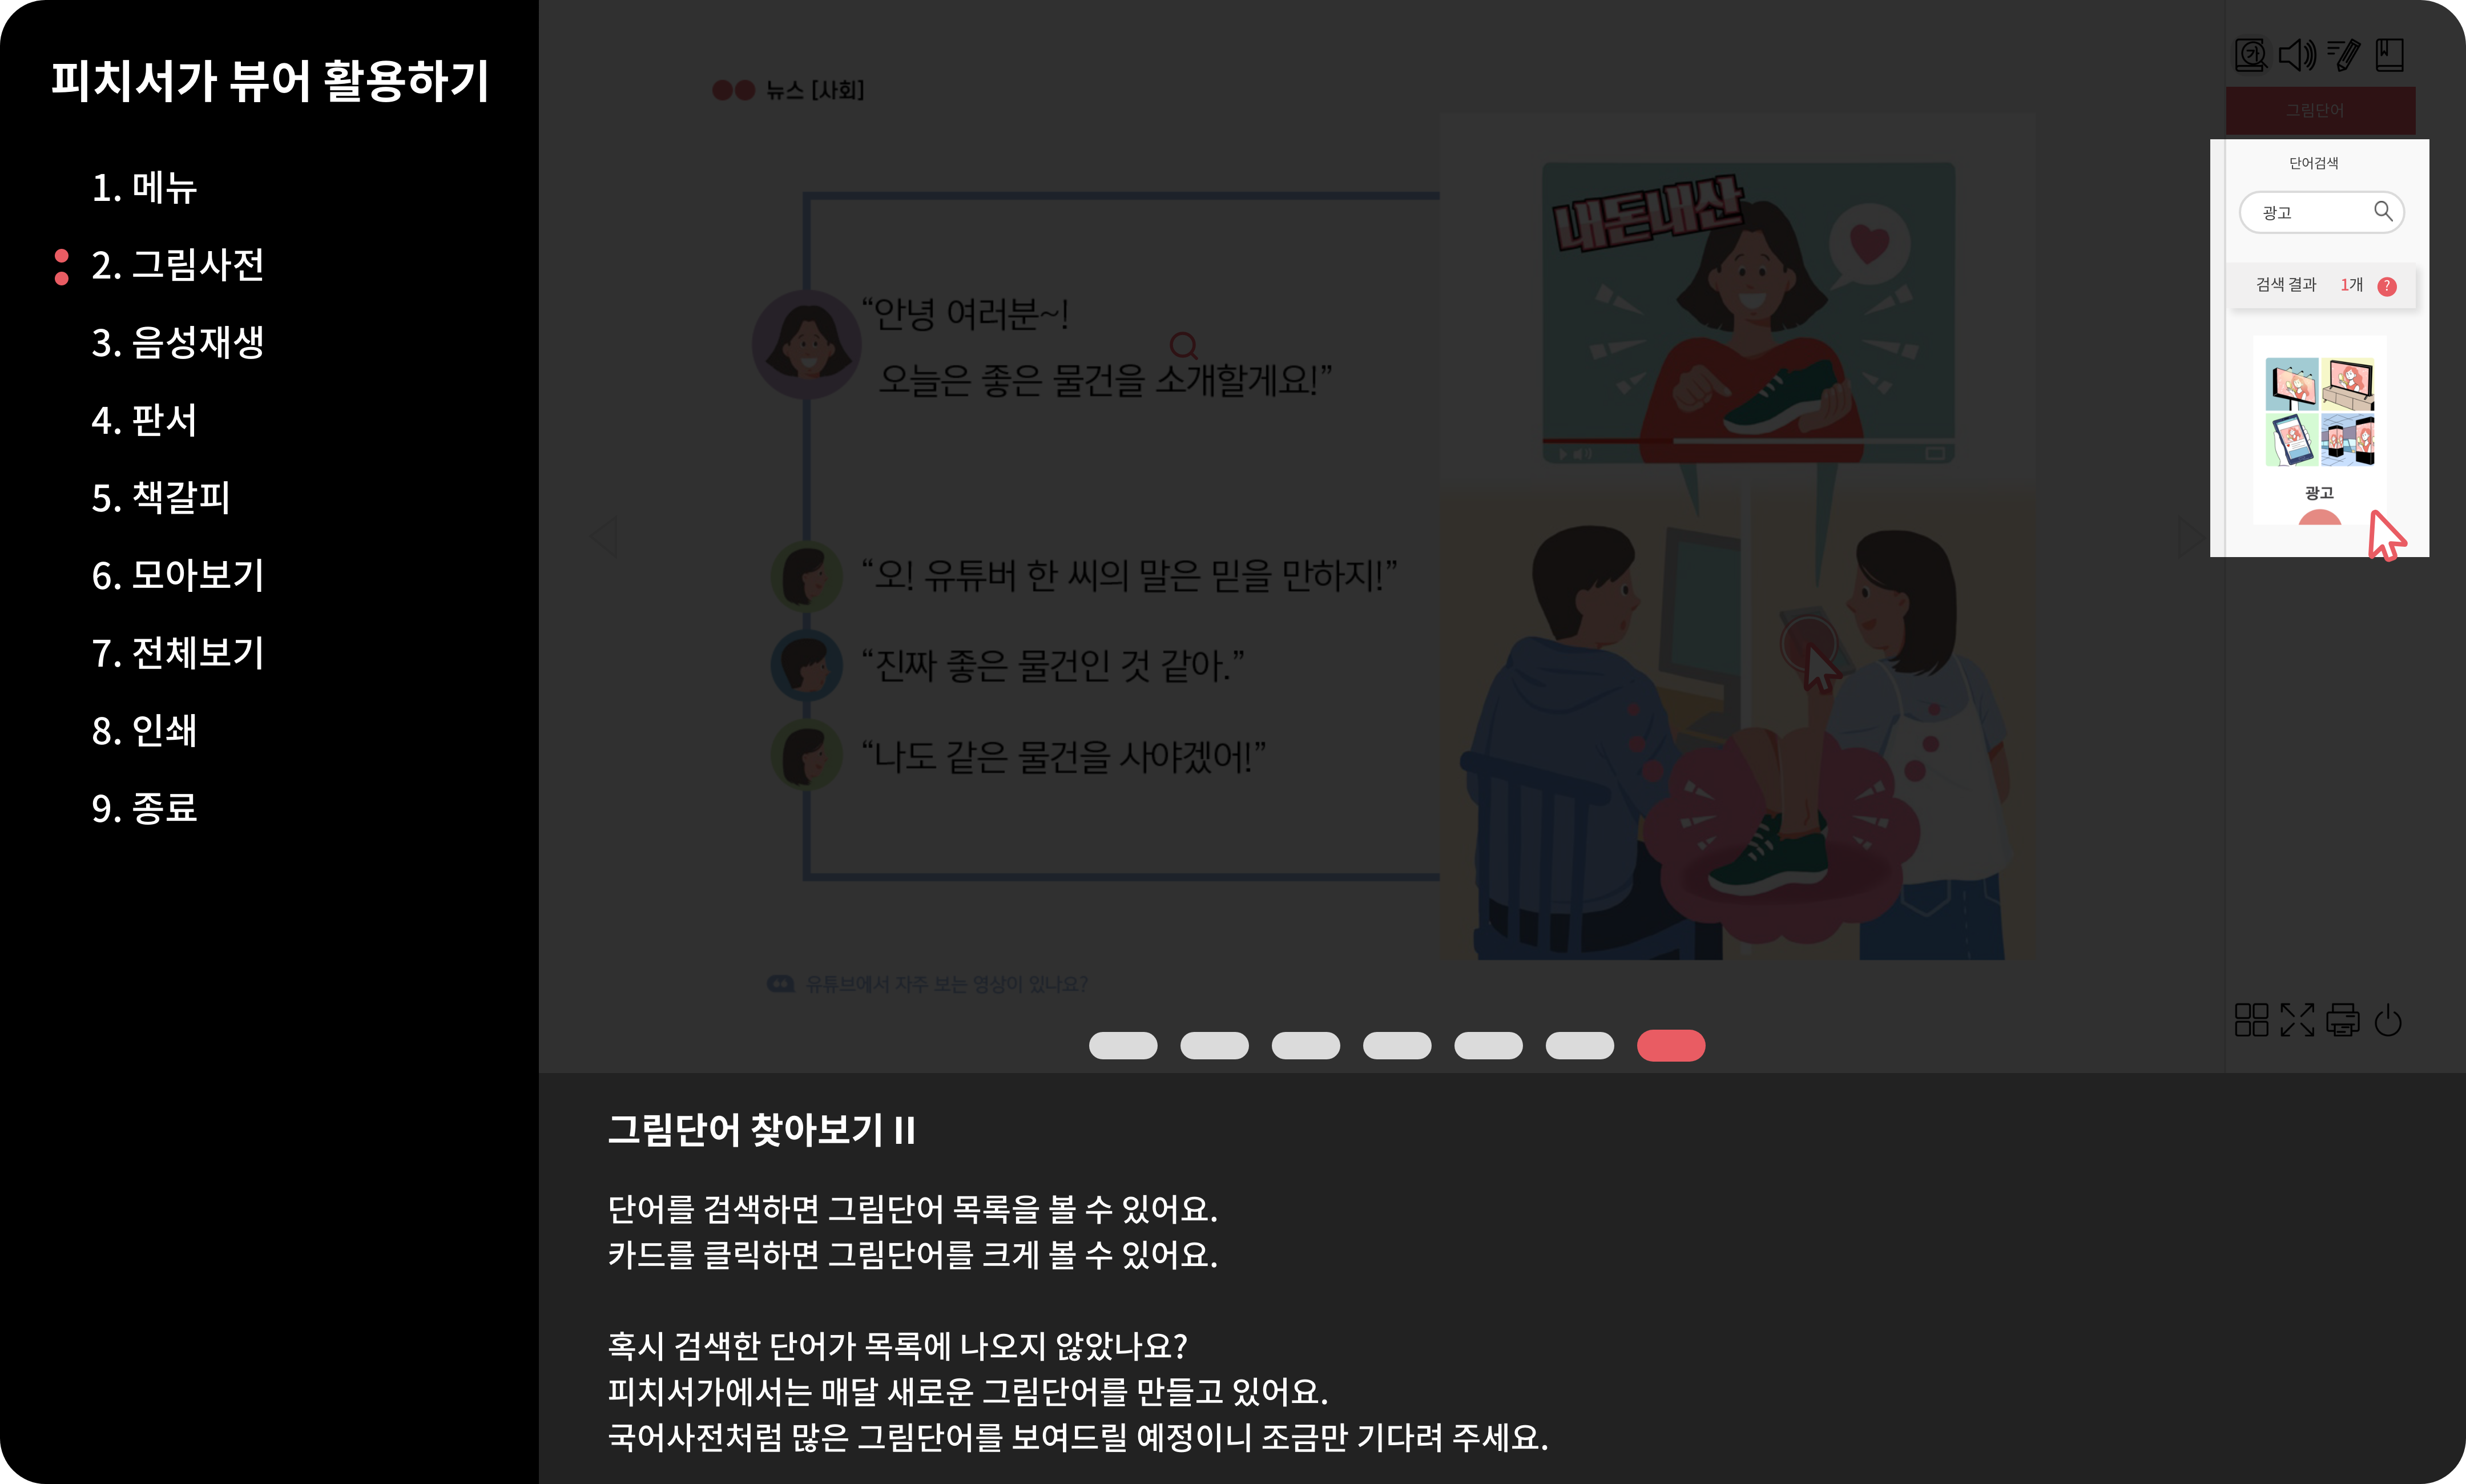 피치서가 뷰어 활용하기
1. 메뉴
2. 그림사전
3. 음성재생
4. 판서
5. 책갈피
6. 모아보기
7. 전체보기
8. 인쇄
9. 종료
뉴스 [사회]
“안녕 여러분~!
오늘은 좋은 물건을 소개할게요!”
“오! 유튜버 한 씨의 말은 믿을 만하지!”
“진짜 좋은 물건인 것 같아.”
“나도 같은 물건을 사야겠어!”
유튜브에서 자주 보는 영상이 있나요?
내돈내산
가
그림단어
단어검색
광고
검색 결과 1개 ?
광고
그림단어 찾아보기 II
단어를 검색하면 그림단어 목록을 볼 수 있어요.
카드를 클릭하면 그림단어를 크게 볼 수 있어요.
혹시 검색한 단어가 목록에 나오지 않았나요?
피치서가에서는 매달 새로운 그림단어를 만들고 있어요.
국어사전처럼 많은 그림단어를 보여드릴 예정이니 조금만 기다려 주세요.